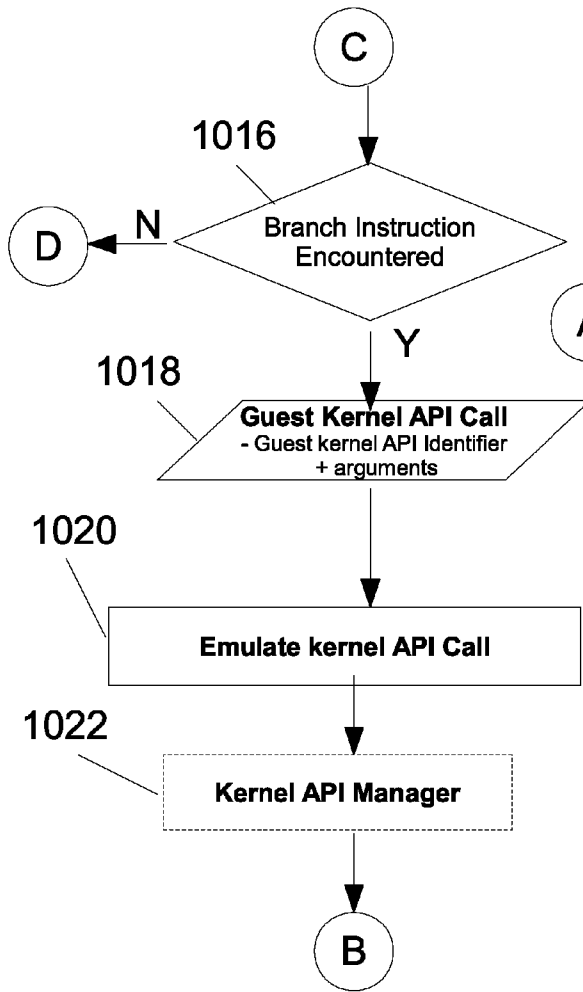 C
1016
Branch Instruction
Encountered
N
D
Y
1018
Guest Kernel API Call
- Guest kernel API Identifier
+ arguments
1020
Emulate kernel API Call
1022
Kernel API Manager
B